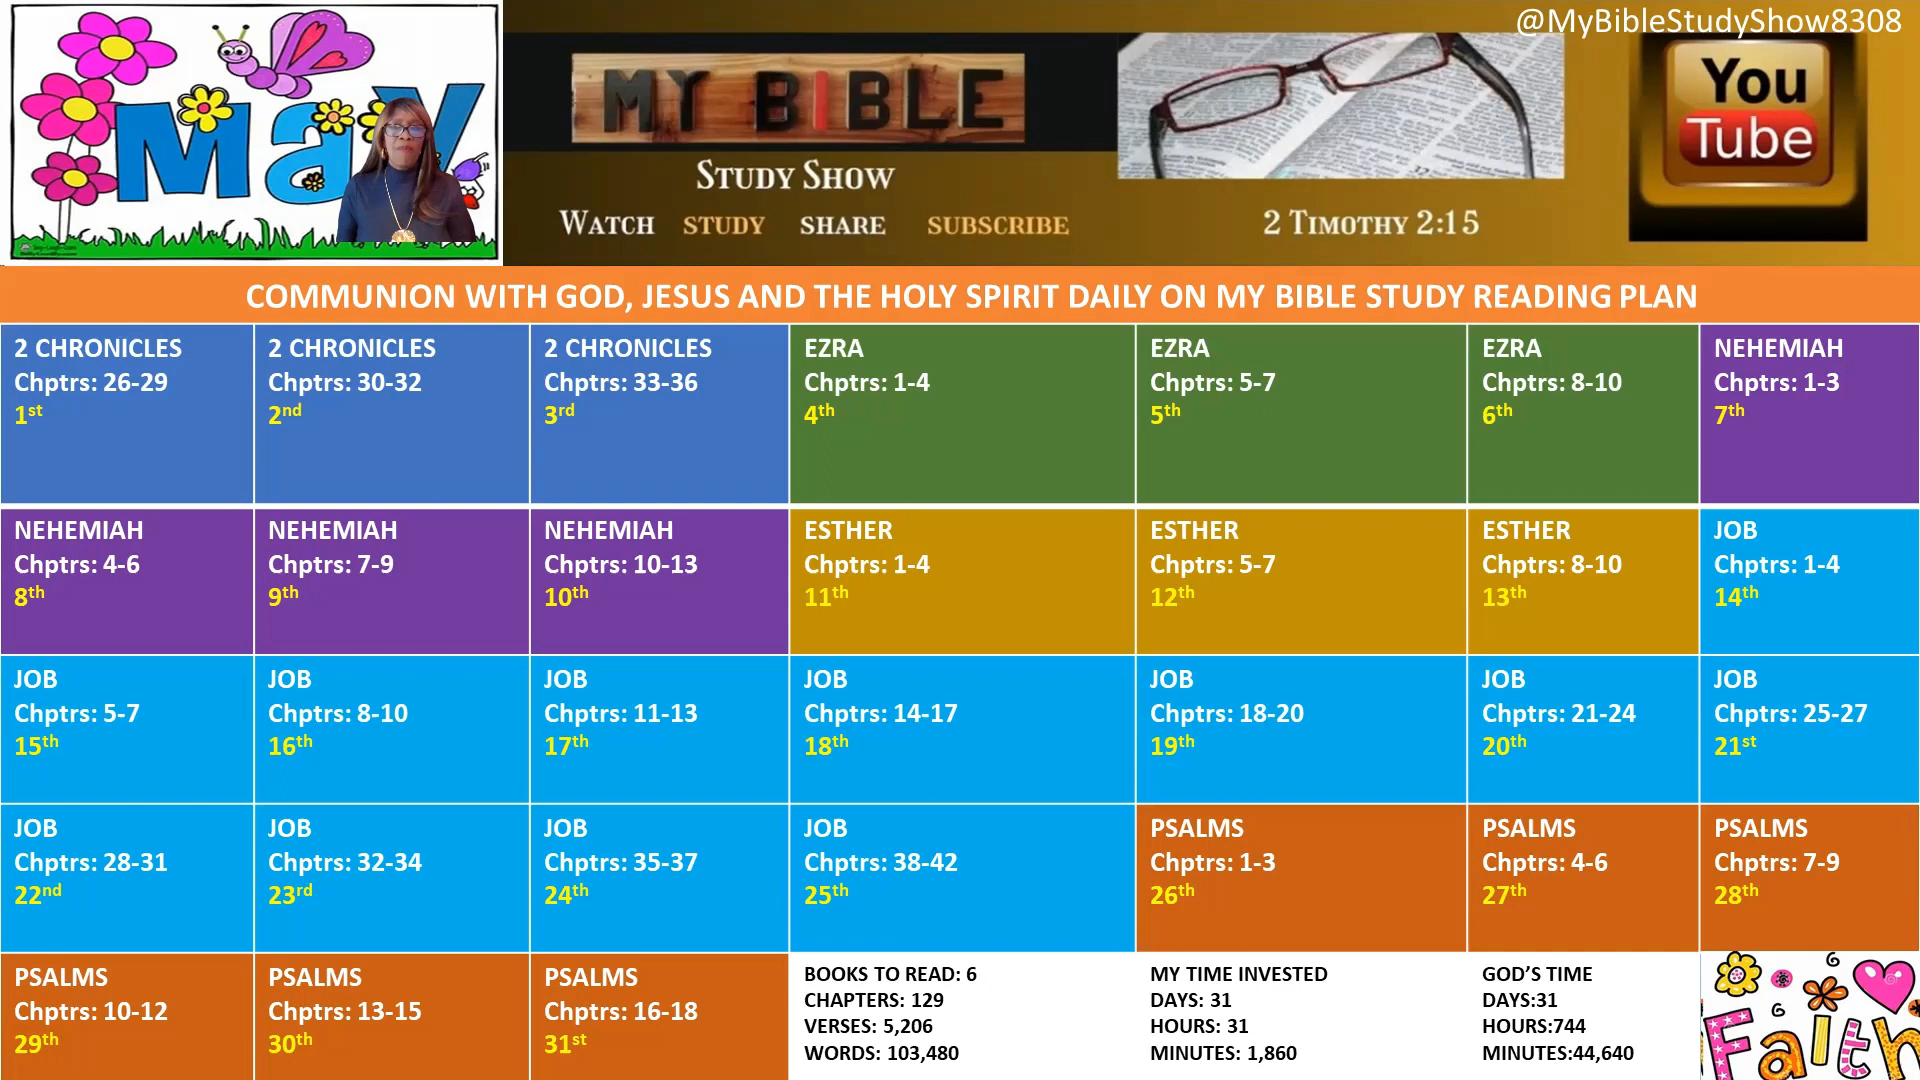 @MyBibleStudyShow8308
May
MY BIBLE
STUDY SHOW
WATCH STUDY SHARE SUBSCRIBE
2 TIMOTHY 2:15
You
Tube
COMMUNION WITH GOD, JESUS AND THE HOLY SPIRIT DAILY ON MY BIBLE STUDY READING PLAN
2 CHRONICLES
Chptrs: 26-29
1st
2 CHRONICLES
Chptrs: 30-32
2nd
2 CHRONICLES
Chptrs: 33-36
3rd
EZRA
Chptrs: 1-4
4th
EZRA
Chptrs: 5-7
5th
EZRA
Chptrs: 8-10
6th
NEHEMIAH
Chptrs: 1-3
7th
NEHEMIAH
Chptrs: 4-6
8th
NEHEMIAH
Chptrs: 7-9
9th
NEHEMIAH
Chptrs: 10-13
10th
ESTHER
Chptrs: 1-4
11th
ESTHER
Chptrs: 5-7
12th
ESTHER
Chptrs: 8-10
13th
JOB
Chptrs: 1-4
14th
JOB
Chptrs: 5-7
15th
JOB
Chptrs: 8-10
16th
JOB
Chptrs: 11-13
17th
JOB
Chptrs: 14-17
18th
JOB
Chptrs: 18-20
19th
JOB
Chptrs: 21-24
20th
JOB
Chptrs: 25-27
21st
JOB
Chptrs: 28-31
22nd
JOB
Chptrs: 32-34
23rd
JOB
Chptrs: 35-37
24th
JOB
Chptrs: 38-42
25th
PSALMS
Chptrs: 1-3
26th
PSALMS
Chptrs: 4-6
27th
PSALMS
Chptrs: 7-9
28th
PSALMS
Chptrs: 10-12
29th
PSALMS
Chptrs: 13-15
30th
PSALMS
Chptrs: 16-18
31st
BOOKS TO READ: 6
CHAPTERS: 129
VERSES: 5,206
WORDS: 103,480
MY TIME INVESTED
DAYS: 31
HOURS: 31
MINUTES: 1,860
GOD'S TIME
DAYS:31
HOURS:744
MINUTES:44,640
Faith